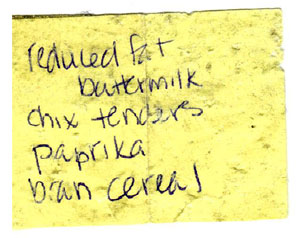 reduced fat
buttermilk
chix tenders
paprika
bran cereal